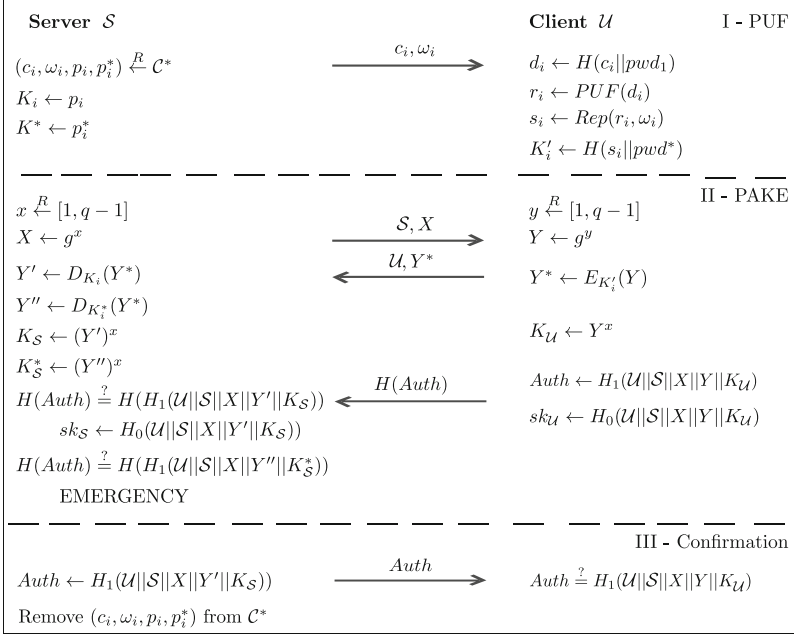 Server S Client U I - PUF
(c_i, ω_i, p_i, p_i^*) ←^R C^* c_i, ω_i d_i ← H(c_i||pwd_1)
K_i ← p_i r_i ← PUF(d_i)
K^* ← p_i^* s_i ← Rep(r_i, ω_i)
K_i' ← H(s_i||pwd^*)
II - PAKE
x ←^R [1, q − 1] y ←^R [1, q − 1]
X ← g^x S, X Y ← g^y
Y' ← D_{K_i}(Y^*) U, Y^* Y^* ← E_{K_i'}(Y)
Y'' ← D_{K_i^*}(Y^*)
K_S ← (Y')^x K_U ← Y^x
K_S^* ← (Y'')^x
H(Auth) ≟ H(H_1(U||S||X||Y'||K_S)) H(Auth) Auth ← H_1(U||S||X||Y||K_U)
sk_S ← H_0(U||S||X||Y'||K_S)) sk_U ← H_0(U||S||X||Y||K_U)
H(Auth) ≟ H(H_1(U||S||X||Y''||K_S^*))
EMERGENCY
III - Confirmation
Auth ← H_1(U||S||X||Y'||K_S)) Auth Auth ≟ H_1(U||S||X||Y||K_U)
Remove (c_i, ω_i, p_i, p_i^*) from C^*